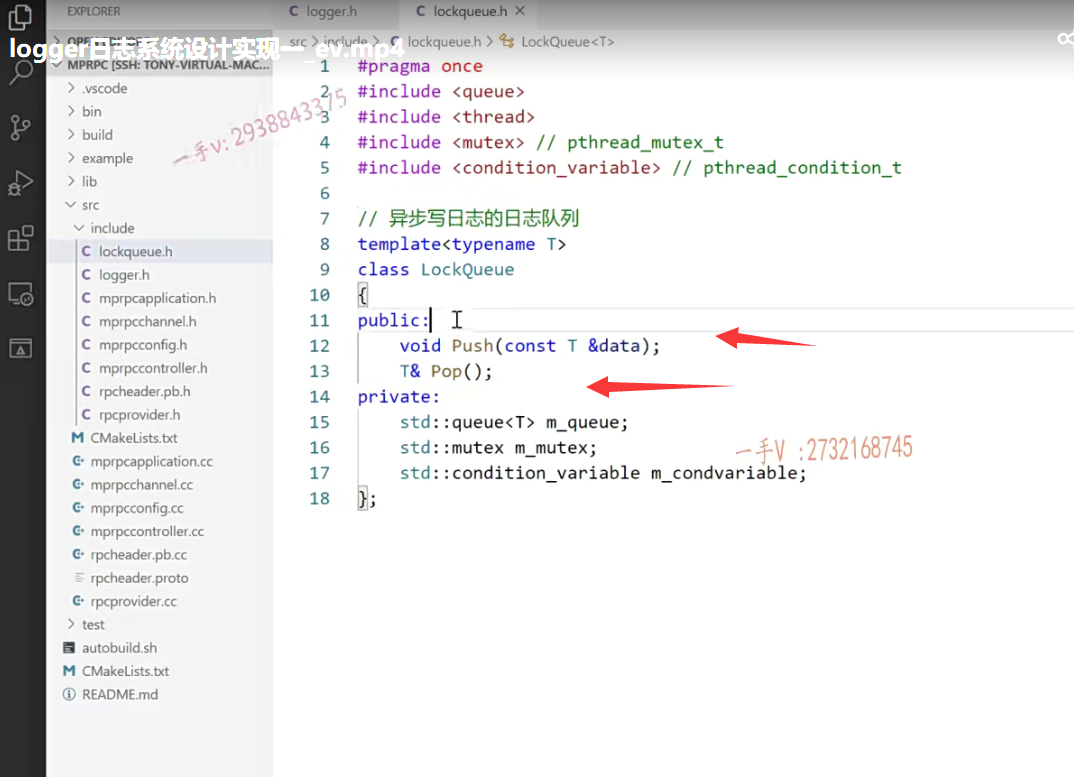 EXPLORER
logger.h
lockqueue.h ×
logger日志系统设计实现一_ev.mp4
src > include > lockqueue.h > LockQueue<T>
MPRPC [SSH: TONY-VIRTUAL-MAC...
.vscode
bin
build
example
lib
src
include
lockqueue.h
logger.h
mprpcapplication.h
mprpcchannel.h
mprpcconfig.h
mprpccontroller.h
rpcheader.pb.h
rpcprovider.h
CMakeLists.txt
mprpcapplication.cc
mprpcchannel.cc
mprpcconfig.cc
mprpccontroller.cc
rpcheader.pb.cc
rpcheader.proto
rpcprovider.cc
test
autobuild.sh
CMakeLists.txt
README.md
一手v: 2938843375
1 #pragma once
2 #include <queue>
3 #include <thread>
4 #include <mutex> // pthread_mutex_t
5 #include <condition_variable> // pthread_condition_t
6
7 // 异步写日志的日志队列
8 template<typename T>
9 class LockQueue
10 {
11 public:
12 void Push(const T &data);
13 T& Pop();
14 private:
15 std::queue<T> m_queue;
16 std::mutex m_mutex;
17 std::condition_variable m_condvariable;
18 };
一手V :2732168745